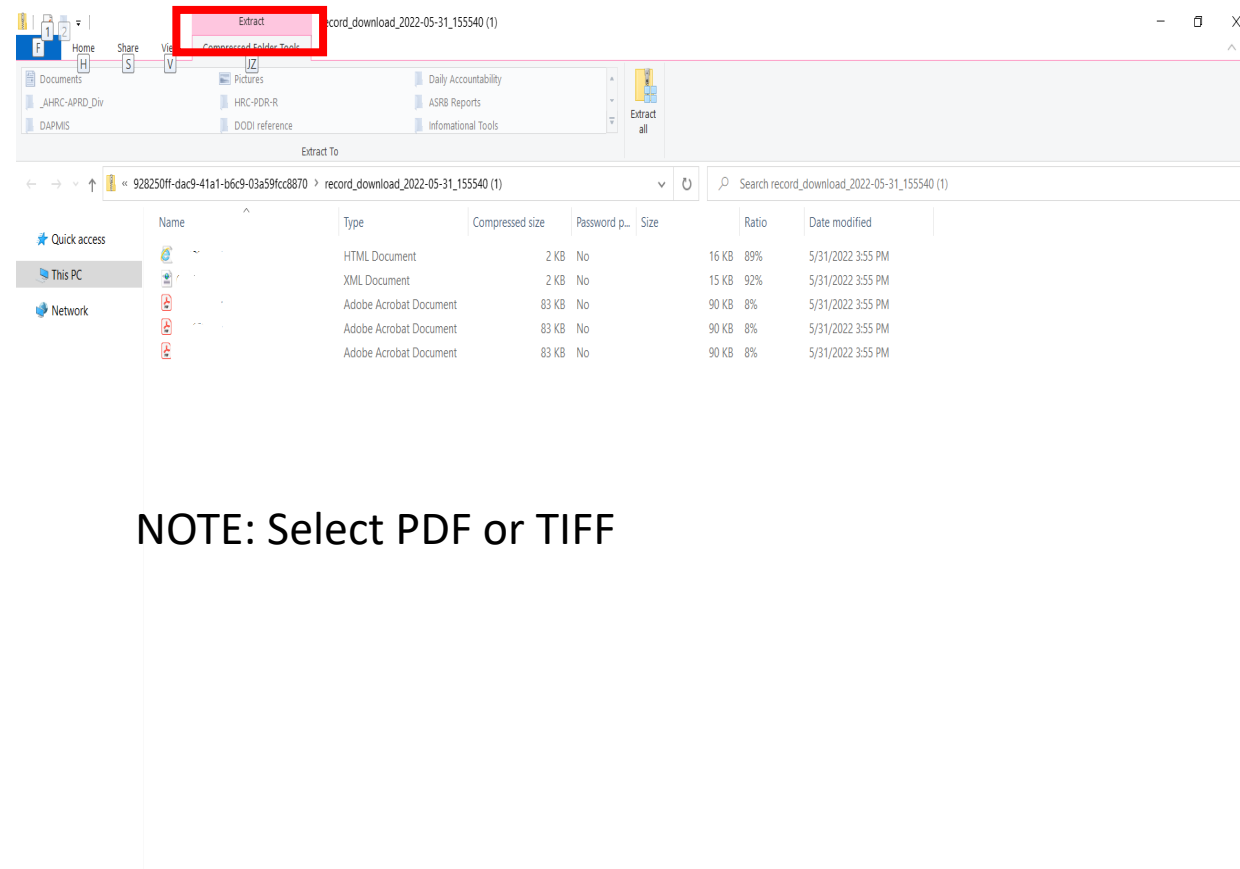 Extract
ecord_download_2022-05-31_155540 (1)
1 2
F Home Share Vie Compressed Folder Tools
H S V JZ
Documents Pictures Daily Accountability
_AHRC-APRD_Div HRC-PDR-R ASRB Reports
DAPMIS DODI reference Infomational Tools
Extract all
Extract To
« 928250ff-dac9-41a1-b6c9-03a59fcc8870 > record_download_2022-05-31_155540 (1)
Search record_download_2022-05-31_155540 (1)
Quick access
This PC
Network
Name Type Compressed size Password p... Size Ratio Date modified
HTML Document 2 KB No 16 KB 89% 5/31/2022 3:55 PM
XML Document 2 KB No 15 KB 92% 5/31/2022 3:55 PM
Adobe Acrobat Document 83 KB No 90 KB 8% 5/31/2022 3:55 PM
Adobe Acrobat Document 83 KB No 90 KB 8% 5/31/2022 3:55 PM
Adobe Acrobat Document 83 KB No 90 KB 8% 5/31/2022 3:55 PM
NOTE: Select PDF or TIFF